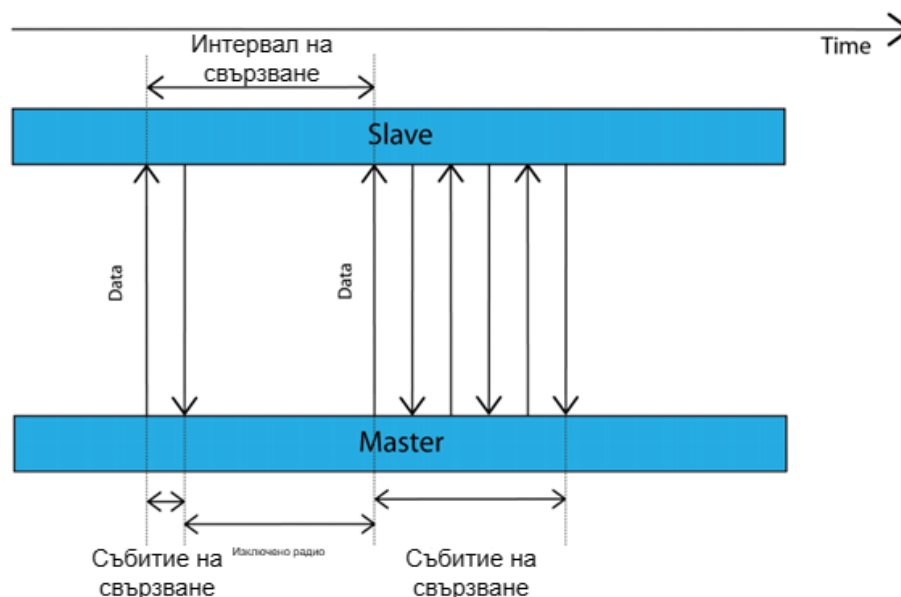 Интервал на
свързване
Time
Slave
Data
Data
Master
Събитие на
свързване
Изключено радио
Събитие на
свързване